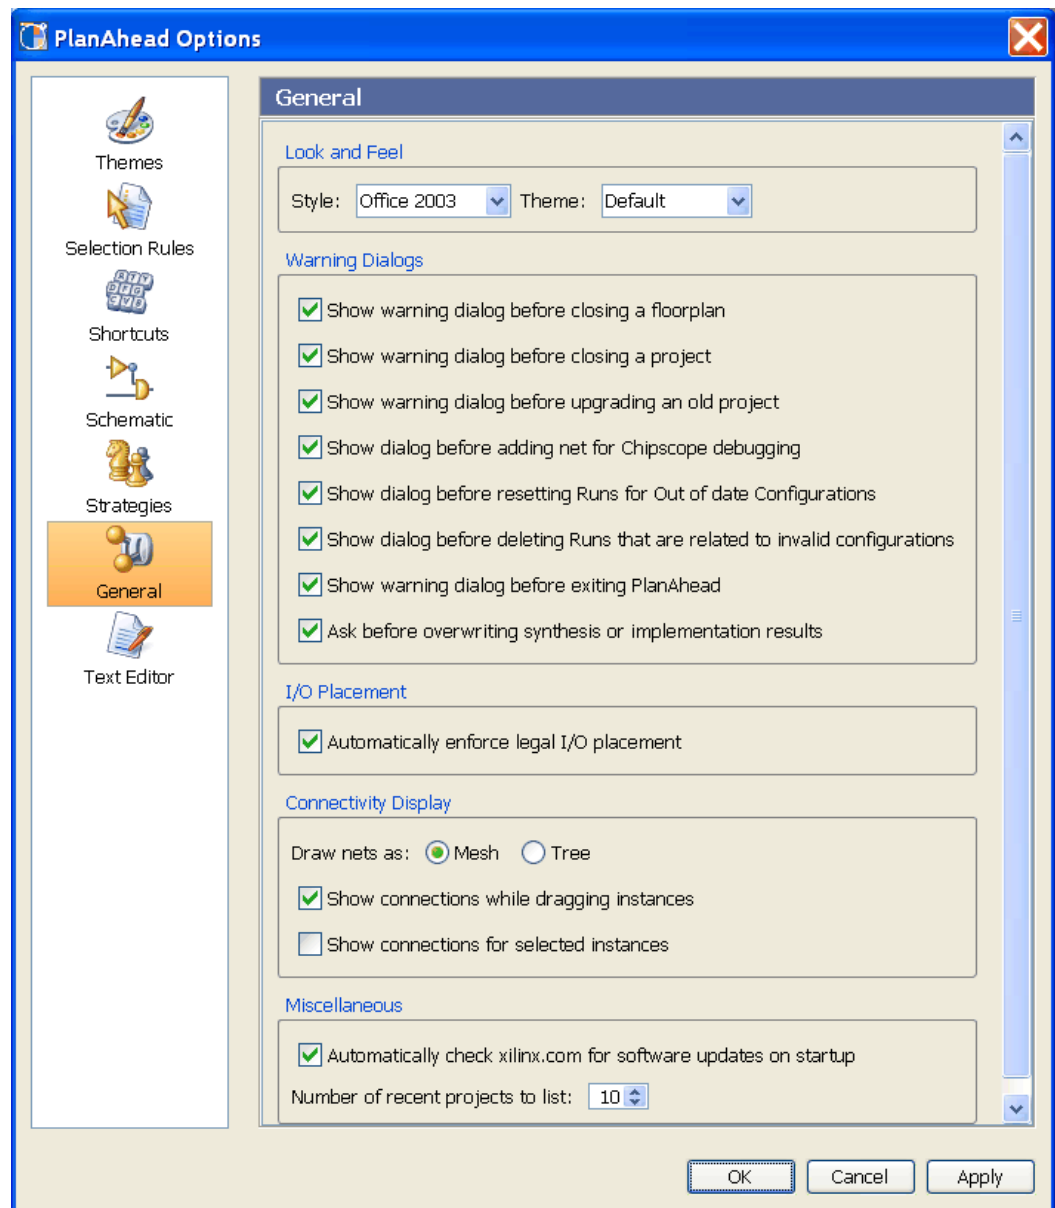 PlanAhead Options
Themes
Selection Rules
Shortcuts
Schematic
Strategies
General
Text Editor
General
Look and Feel
Style: Office 2003 Theme: Default
Warning Dialogs
Show warning dialog before closing a floorplan
Show warning dialog before closing a project
Show warning dialog before upgrading an old project
Show dialog before adding net for Chipscope debugging
Show dialog before resetting Runs for Out of date Configurations
Show dialog before deleting Runs that are related to invalid configurations
Show warning dialog before exiting PlanAhead
Ask before overwriting synthesis or implementation results
I/O Placement
Automatically enforce legal I/O placement
Connectivity Display
Draw nets as: Mesh Tree
Show connections while dragging instances
Show connections for selected instances
Miscellaneous
Automatically check xilinx.com for software updates on startup
Number of recent projects to list: 10
OK Cancel Apply